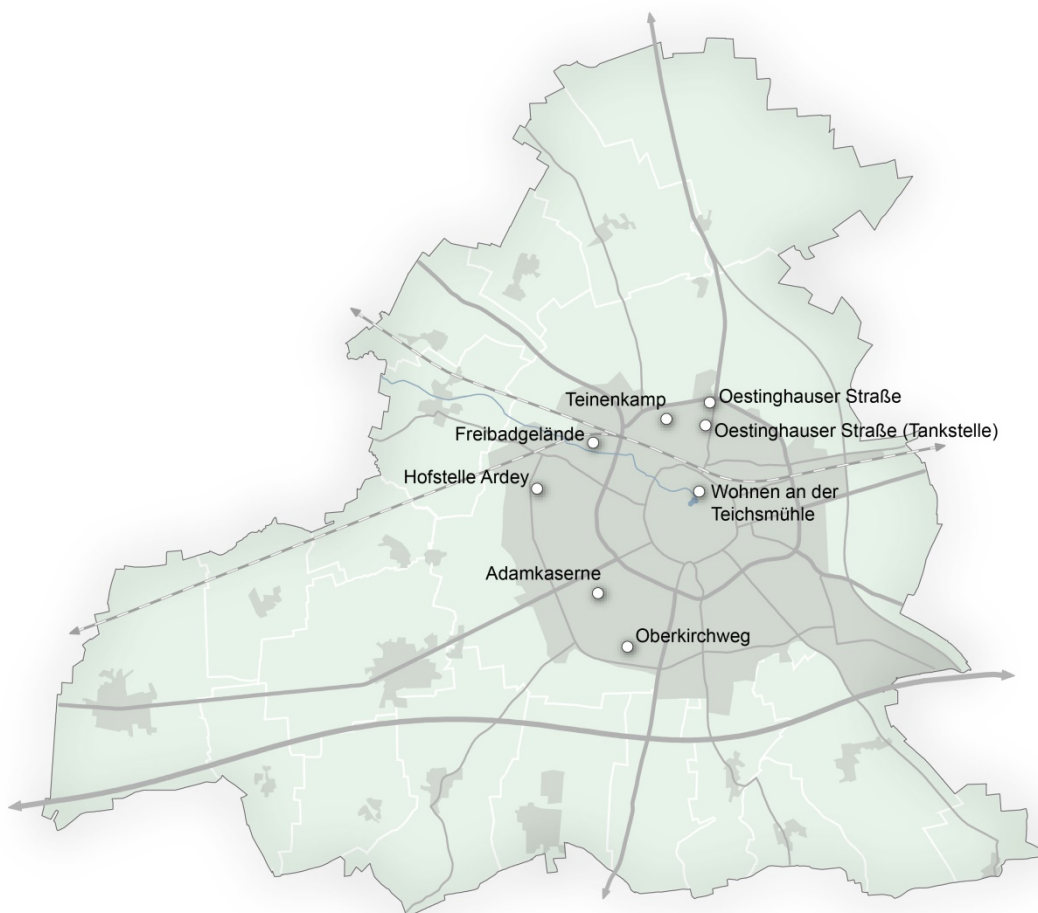 Oestinghauser Straße
Teinenkamp
Oestinghauser Straße (Tankstelle)
Freibadgelände
Hofstelle Ardey
Wohnen an der
Teichsmühle
Adamkaserne
Oberkirchweg